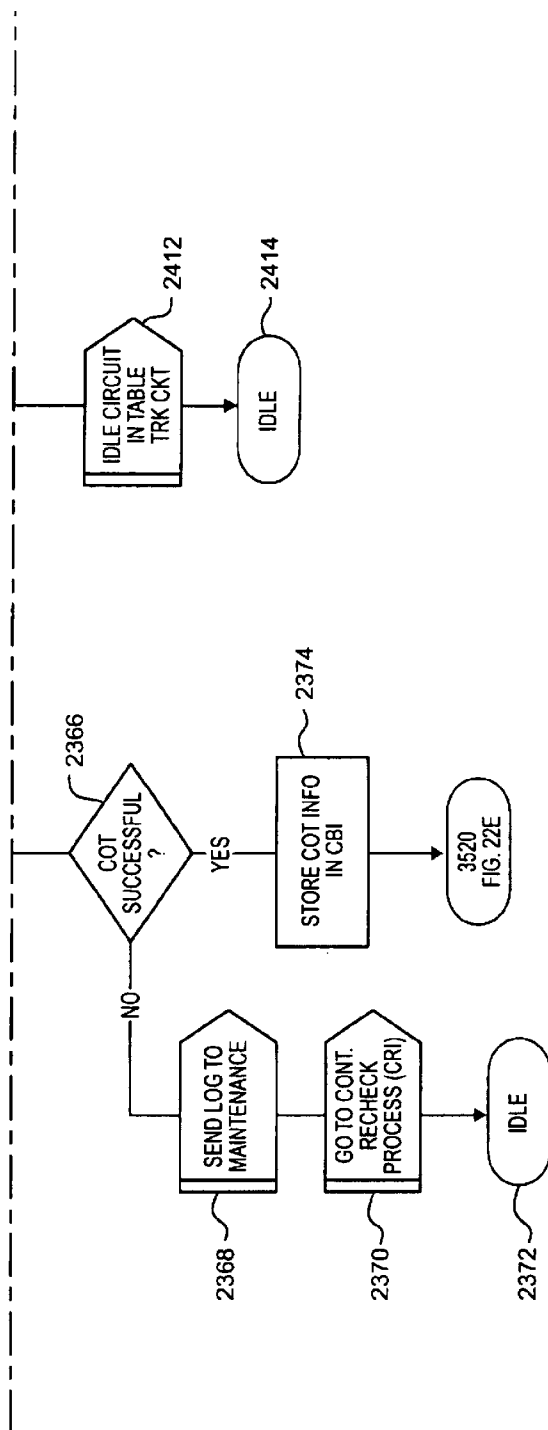 2366
COT
SUCCESSFUL
?
NO
YES
SEND LOG TO
MAINTENANCE
2368
GO TO CONT.
RECHECK
PROCESS (CRI)
2370
IDLE
2372
2374
STORE COT INFO
IN CBI
3520
FIG. 22E
IDLE CIRCUIT
IN TABLE
TRK CKT
2412
IDLE
2414